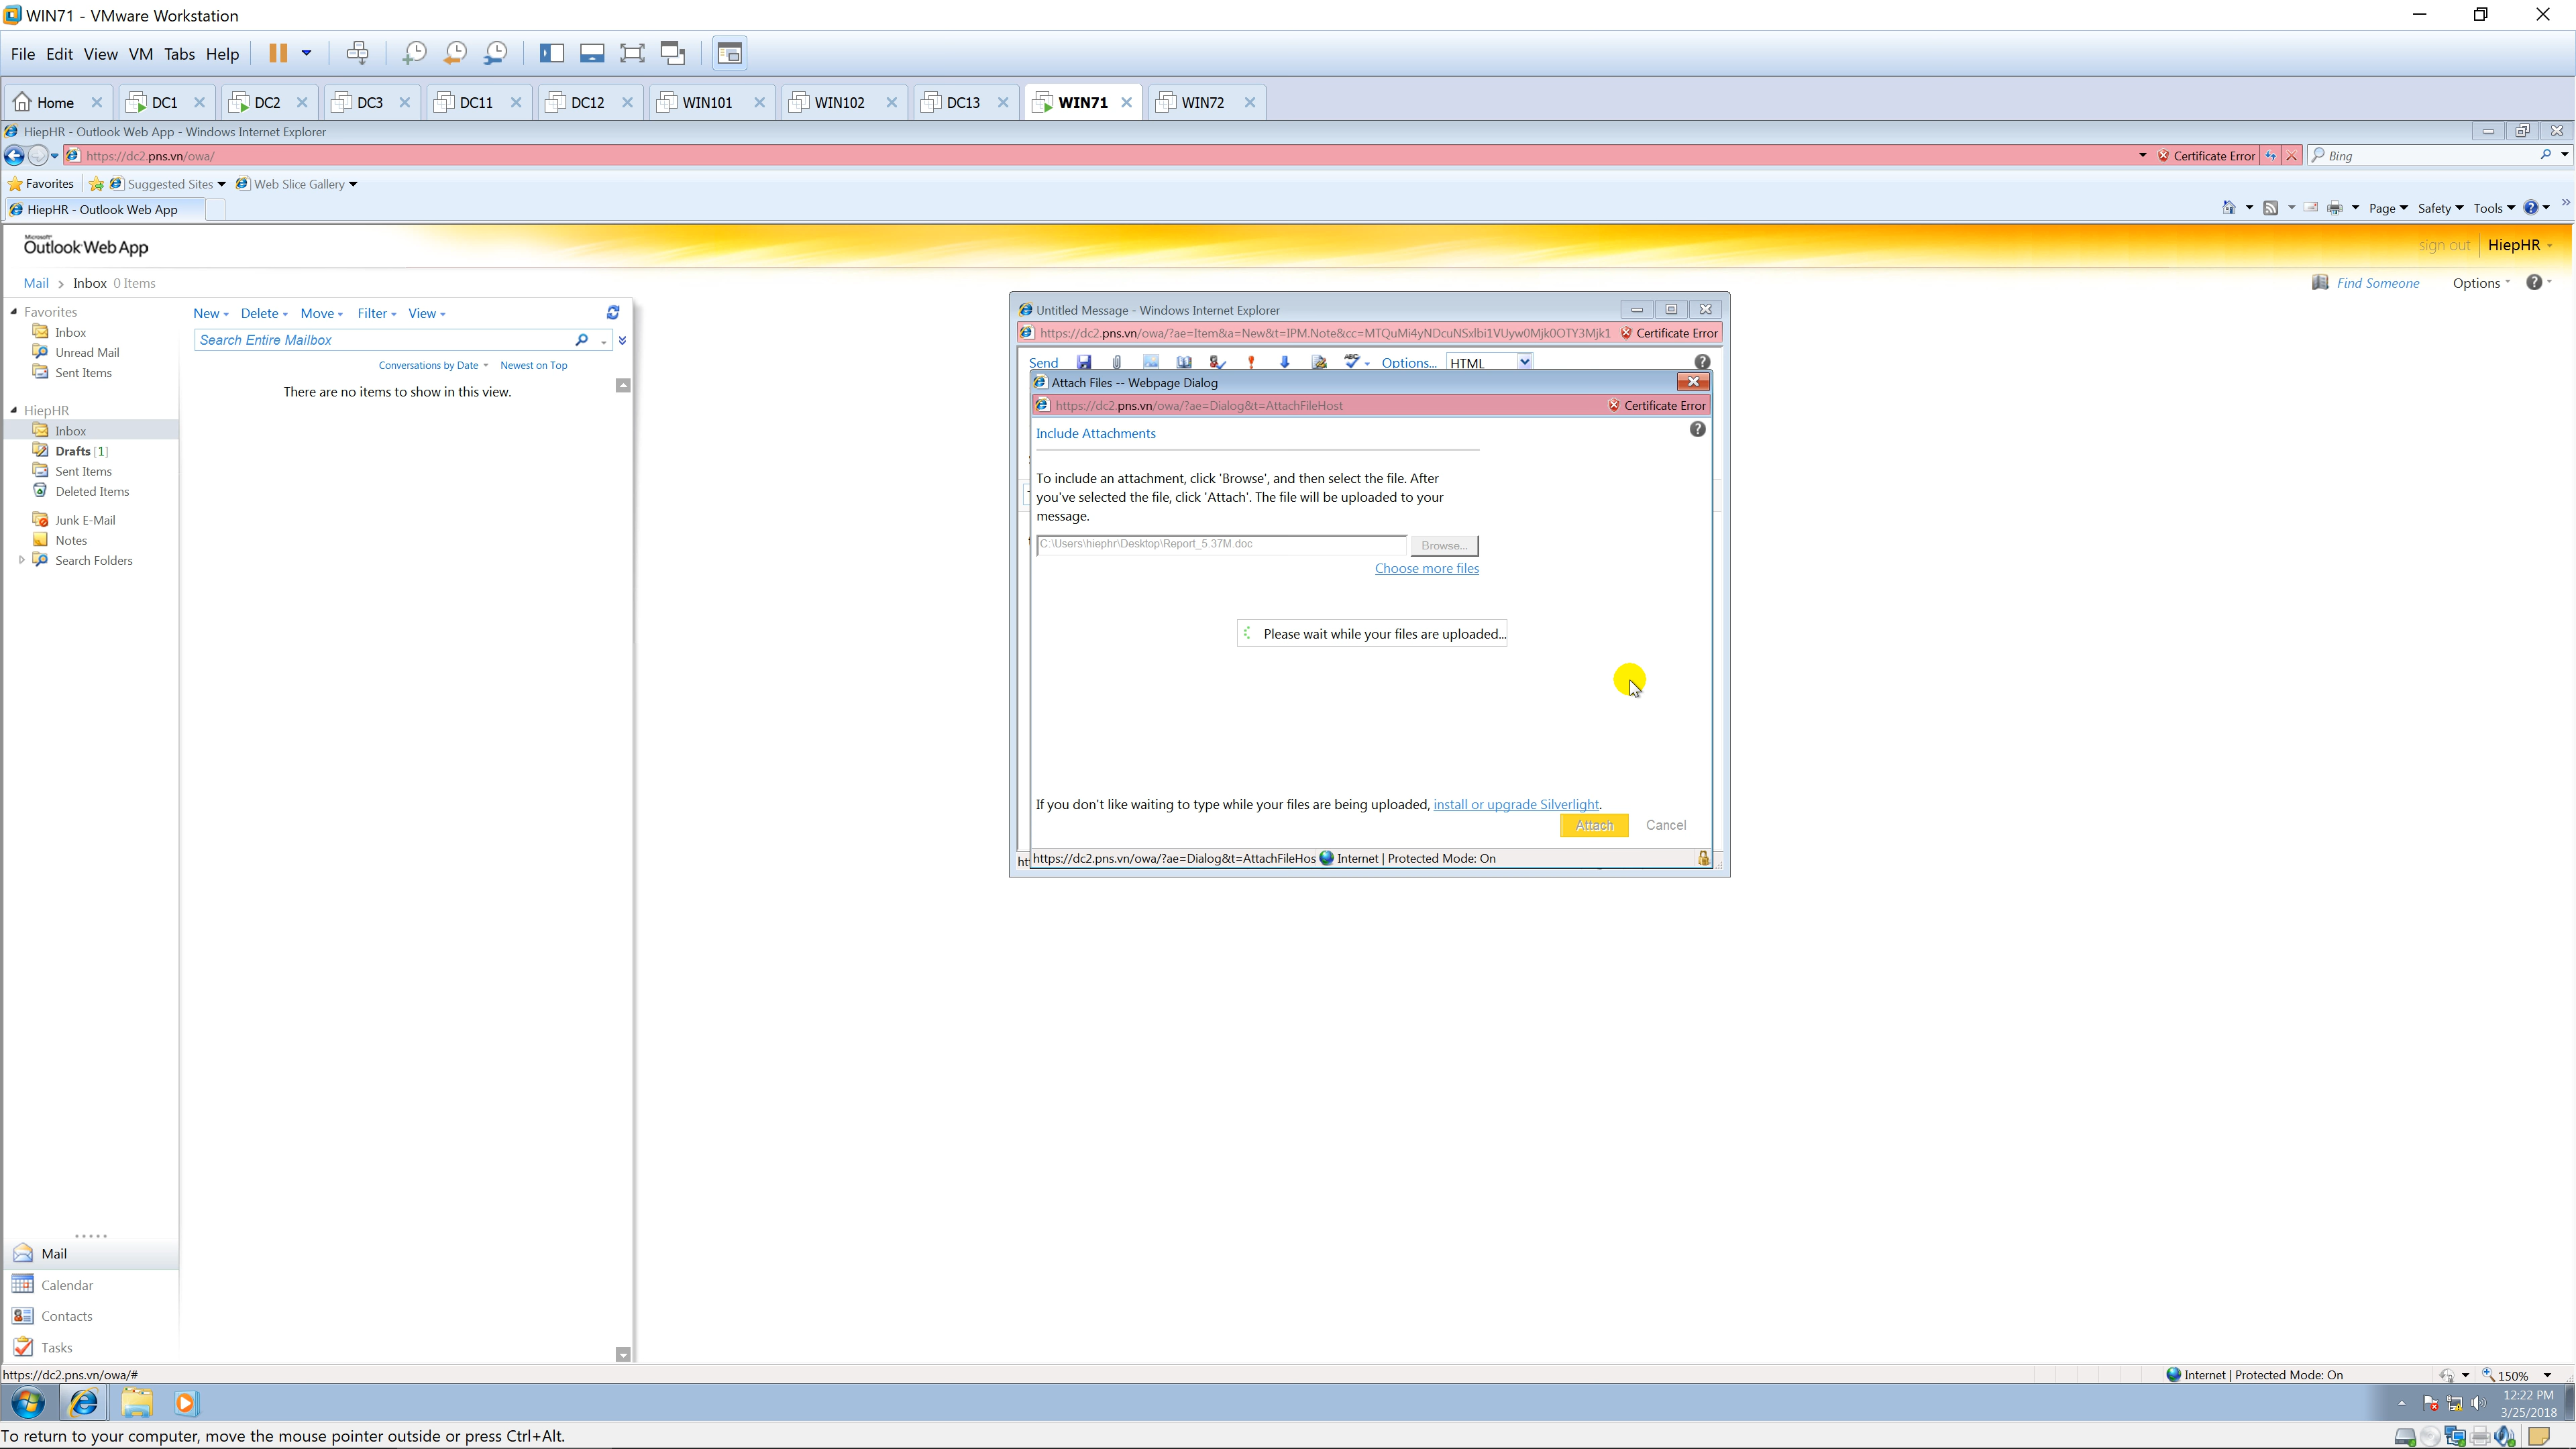 WIN71 - VMware Workstation
File Edit View VM Tabs Help
Home DC1 DC2 DC3 DC11 DC12 WIN101 WIN102 DC13 WIN71 WIN72
HiepHR - Outlook Web App - Windows Internet Explorer
https://dc2.pns.vn/owa/ Certificate Error Bing
Favorites Suggested Sites Web Slice Gallery
HiepHR - Outlook Web App Page Safety Tools
Microsoft
Outlook Web App sign out HiepHR
Mail > Inbox 0 Items Find Someone Options
Favorites
Inbox
Unread Mail
Sent Items
HiepHR
Inbox
Drafts [1]
Sent Items
Deleted Items
Junk E-Mail
Notes
Search Folders
Mail
Calendar
Contacts
Tasks
New Delete Move Filter View
Search Entire Mailbox
Conversations by Date Newest on Top
There are no items to show in this view.
Untitled Message - Windows Internet Explorer
Certificate Error
Send Options... HTML
Attach Files -- Webpage Dialog
https://dc2.pns.vn/owa/?ae=Dialog&t=AttachFileHost Certificate Error
Include Attachments
To include an attachment, click 'Browse', and then select the file. After
you've selected the file, click 'Attach'. The file will be uploaded to your
message.
C:\Users\hiephr\Desktop\Report_5.37M.doc Browse...
Choose more files
Please wait while your files are uploaded...
If you don't like waiting to type while your files are being uploaded, install or upgrade Silverlight.
Attach Cancel
https://dc2.pns.vn/owa/?ae=Dialog&t=AttachFileHos Internet | Protected Mode: On
https://dc2.pns.vn/owa/# Internet | Protected Mode: On 150%
12:22 PM
3/25/2018
To return to your computer, move the mouse pointer outside or press Ctrl+Alt.